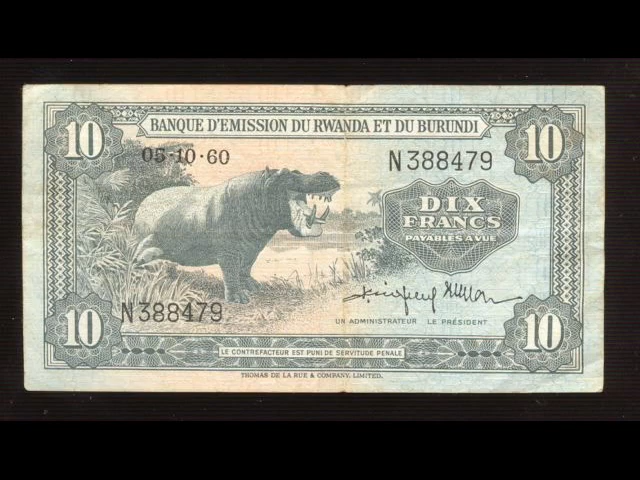 BANQUE D'EMISSION DU RWANDA ET DU BURUNDI
10
10
05-10-60
N388479
DIX
FRANCS
PAYABLES A VUE
N388479
UN ADMINISTRATEUR LE PRÉSIDENT
10
10
LE CONTREFACTEUR EST PUNI DE SERVITUDE PENALE
THOMAS DE LA RUE & COMPANY, LIMITED.